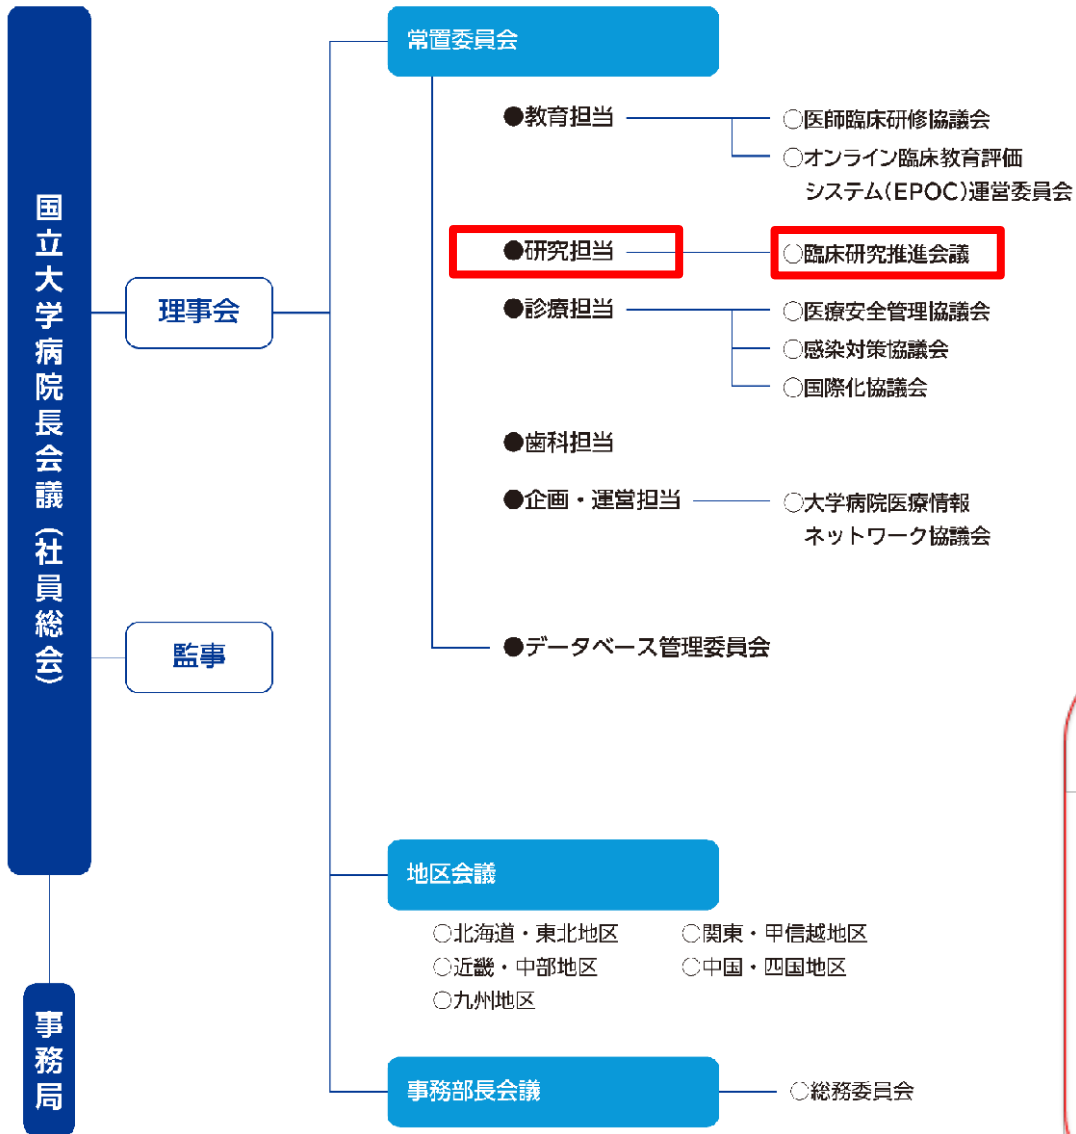 国立大学病院長会議（社員総会）
事務局
理事会
監事
常置委員会
●教育担当
○医師臨床研修協議会
○オンライン臨床教育評価
システム(EPOC)運営委員会
●研究担当
○臨床研究推進会議
●診療担当
○医療安全管理協議会
○感染対策協議会
○国際化協議会
●歯科担当
●企画・運営担当
○大学病院医療情報
ネットワーク協議会
●データベース管理委員会
地区会議
○北海道・東北地区
○関東・甲信越地区
○近畿・中部地区
○中国・四国地区
○九州地区
事務部長会議
○総務委員会